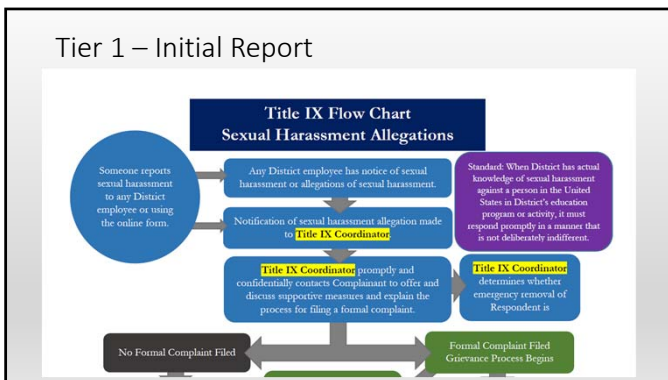 Tier 1 – Initial Report
Title IX Flow Chart
Sexual Harassment Allegations
Someone reports
sexual harassment
to any District
employee or using
the online form.
Any District employee has notice of sexual
harassment or allegations of sexual harassment.
Standard: When District has actual
knowledge of sexual harassment
against a person in the United
States in District's education
program or activity, it must
respond promptly in a manner that
is not deliberately indifferent.
Notification of sexual harassment allegation made
to Title IX Coordinator
Title IX Coordinator promptly and
confidentially contacts Complainant to offer and
discuss supportive measures and explain the
process for filing a formal complaint.
Title IX Coordinator
determines whether
emergency removal of
Respondent is
No Formal Complaint Filed
Formal Complaint Filed
Grievance Process Begins